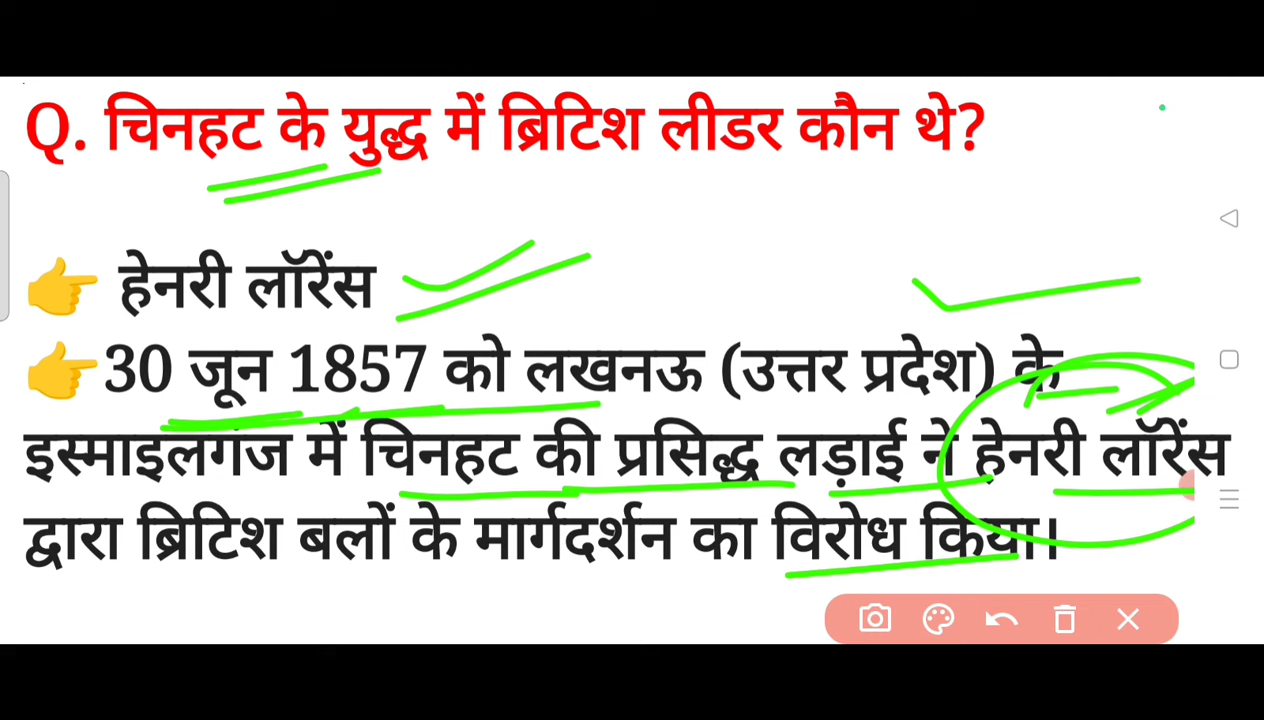 Q. चिनहट के युद्ध में ब्रिटिश लीडर कौन थे?
👉 हेनरी लॉरेंस
👉30 जून 1857 को लखनऊ (उत्तर प्रदेश) के
इस्माइलगंज में चिनहट की प्रसिद्ध लड़ाई ने हेनरी लॉरेंस
द्वारा ब्रिटिश बलों के मार्गदर्शन का विरोध किया।